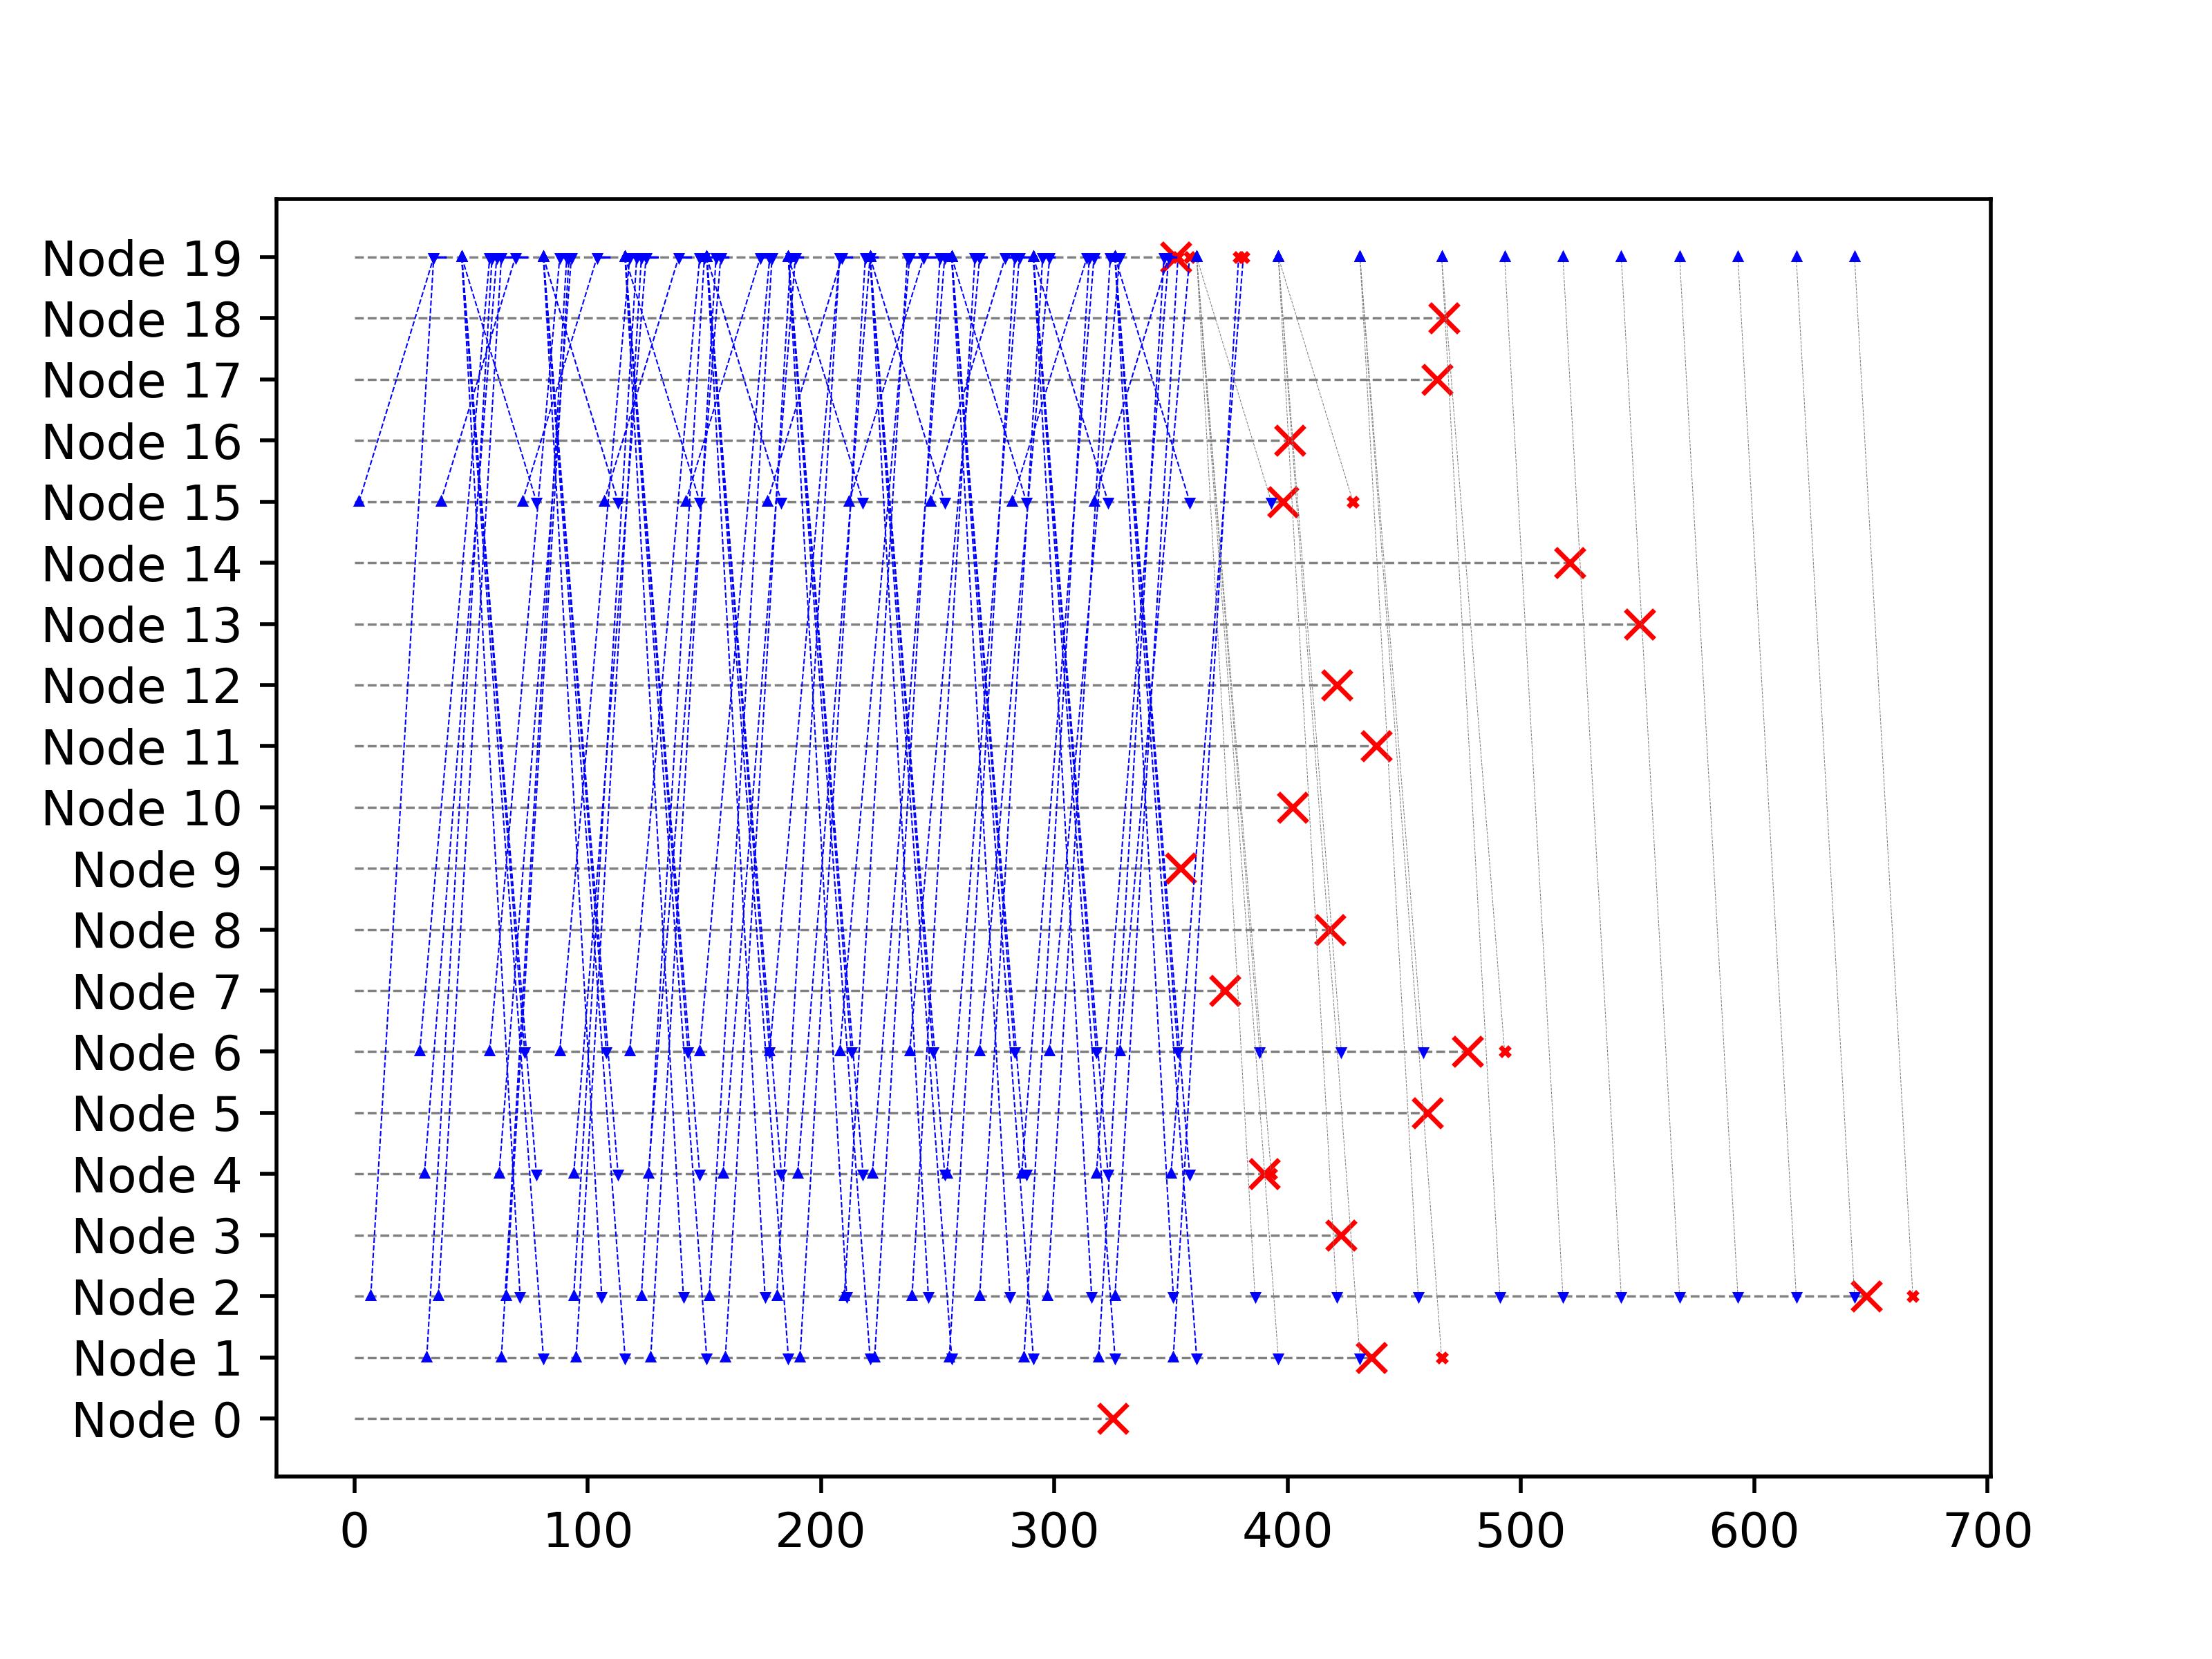 Node 19
Node 18
Node 17
Node 16
Node 15
Node 14
Node 13
Node 12
Node 11
Node 10
Node 9
Node 8
Node 7
Node 6
Node 5
Node 4
Node 3
Node 2
Node 1
Node 0
0 100 200 300 400 500 600 700